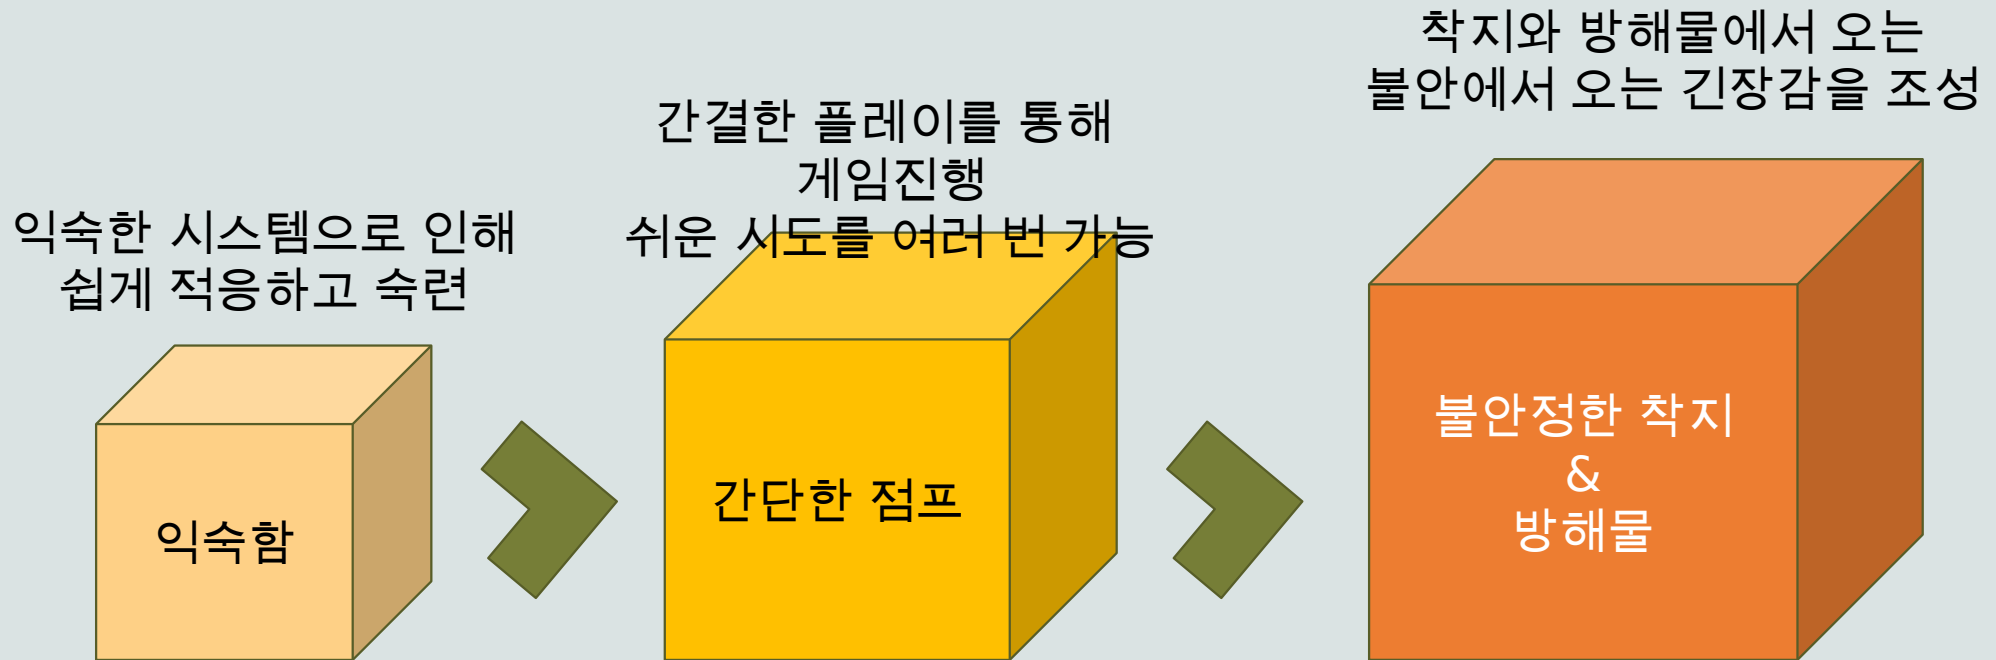 익숙한 시스템으로 인해
쉽게 적응하고 숙련
익숙함
간결한 플레이를 통해
게임진행
쉬운 시도를 여러 번 가능
간단한 점프
착지와 방해물에서 오는
불안에서 오는 긴장감을 조성
불안정한 착지
&
방해물